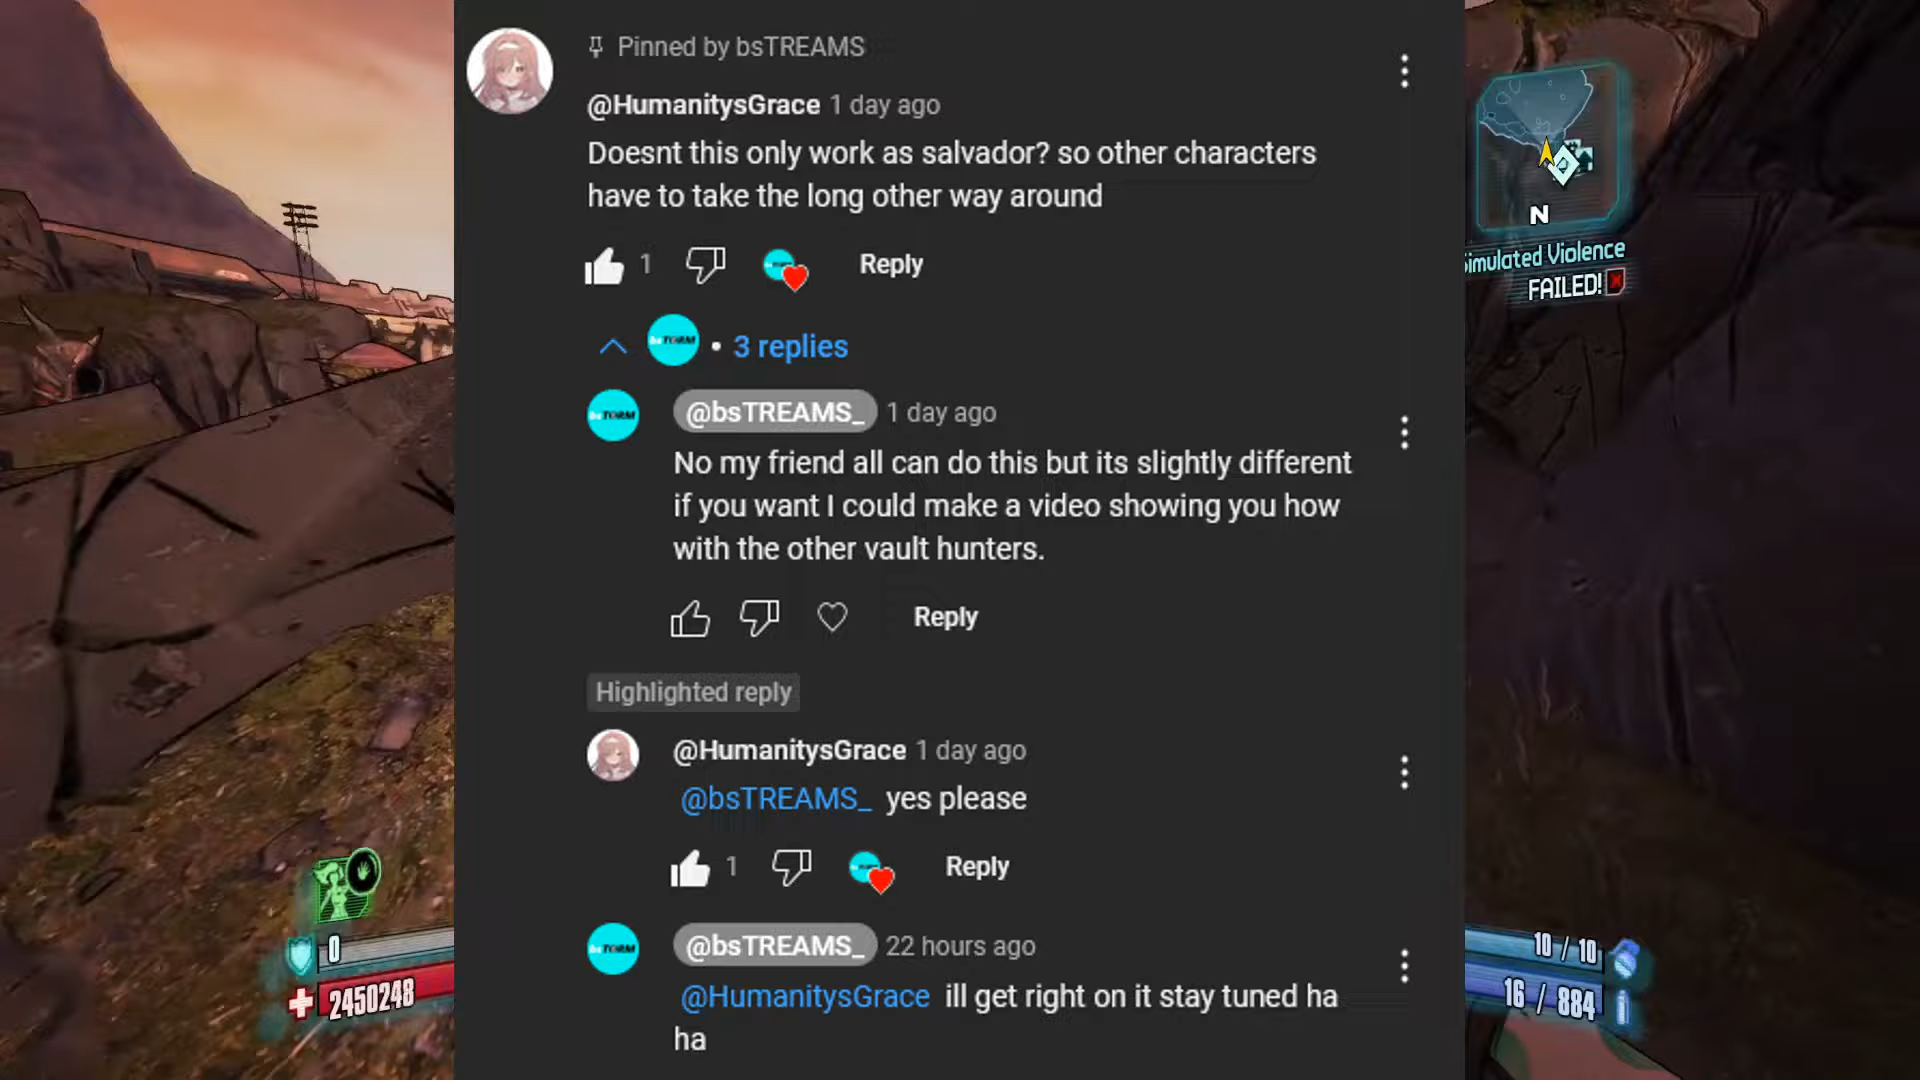 Pinned by bsTREAMS
@HumanitysGrace 1 day ago
Doesnt this only work as salvador? so other characters
have to take the long other way around
1
Reply
3 replies
@bsTREAMS_ 1 day ago
No my friend all can do this but its slightly different
if you want I could make a video showing you how
with the other vault hunters.
Reply
Highlighted reply
@HumanitysGrace 1 day ago
@bsTREAMS_ yes please
1
Reply
@bsTREAMS_ 22 hours ago
@HumanitysGrace ill get right on it stay tuned ha
ha
N
Simulated Violence
FAILED!
0
2450248
10 / 10
16 / 884